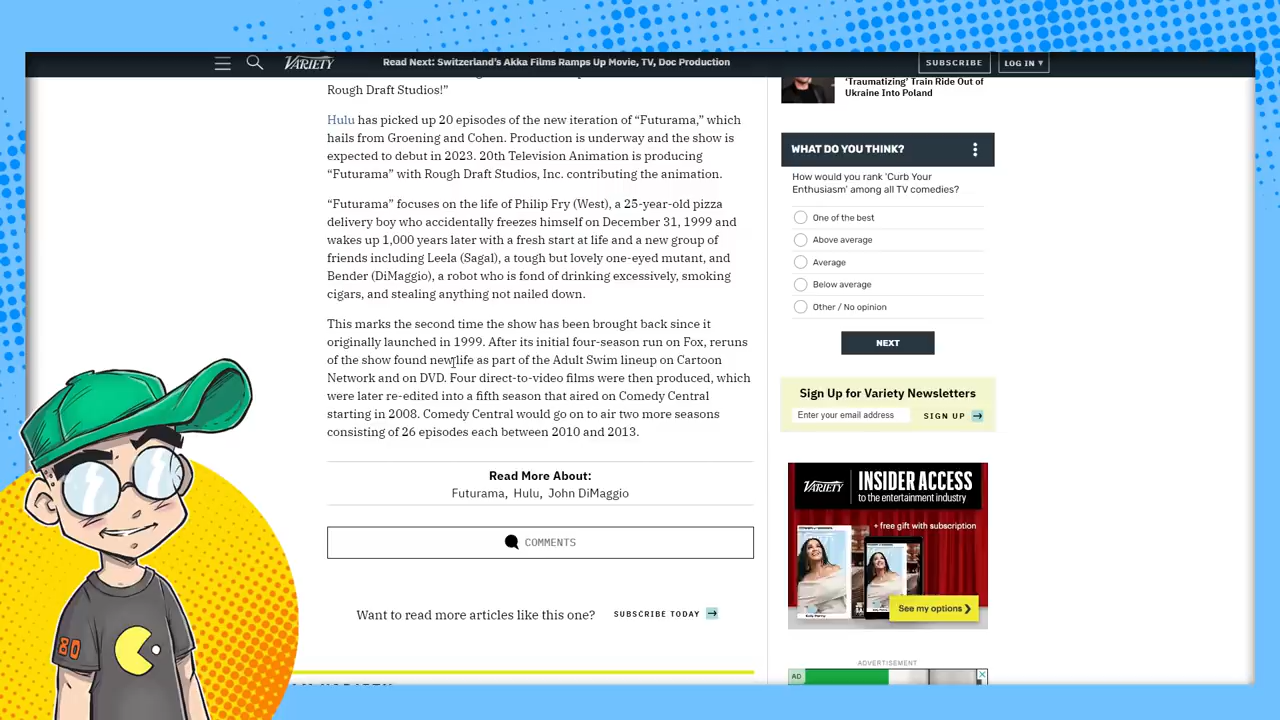 VARIETY
Read Next: Switzerland's Akka Films Ramps Up Movie, TV, Doc Production
SUBSCRIBE
LOG IN ▾
Rough Draft Studios!”
Hulu has picked up 20 episodes of the new iteration of “Futurama,” which
hails from Groening and Cohen. Production is underway and the show is
expected to debut in 2023. 20th Television Animation is producing
“Futurama” with Rough Draft Studios, Inc. contributing the animation.
“Futurama” focuses on the life of Philip Fry (West), a 25-year-old pizza
delivery boy who accidentally freezes himself on December 31, 1999 and
wakes up 1,000 years later with a fresh start at life and a new group of
friends including Leela (Sagal), a tough but lovely one-eyed mutant, and
Bender (DiMaggio), a robot who is fond of drinking excessively, smoking
cigars, and stealing anything not nailed down.
This marks the second time the show has been brought back since it
originally launched in 1999. After its initial four-season run on Fox, reruns
of the show found new life as part of the Adult Swim lineup on Cartoon
Network and on DVD. Four direct-to-video films were then produced, which
were later re-edited into a fifth season that aired on Comedy Central
starting in 2008. Comedy Central would go on to air two more seasons
consisting of 26 episodes each between 2010 and 2013.
Read More About:
Futurama, Hulu, John DiMaggio
COMMENTS
Want to read more articles like this one?
SUBSCRIBE TODAY
‘Traumatizing’ Train Ride Out of
Ukraine Into Poland
WHAT DO YOU THINK?
How would you rank 'Curb Your
Enthusiasm' among all TV comedies?
One of the best
Above average
Average
Below average
Other / No opinion
NEXT
Sign Up for Variety Newsletters
Enter your email address
SIGN UP
VARIETY
INSIDER ACCESS
to the entertainment industry
+ free gift with subscription
See my options
ADVERTISEMENT
AD
80